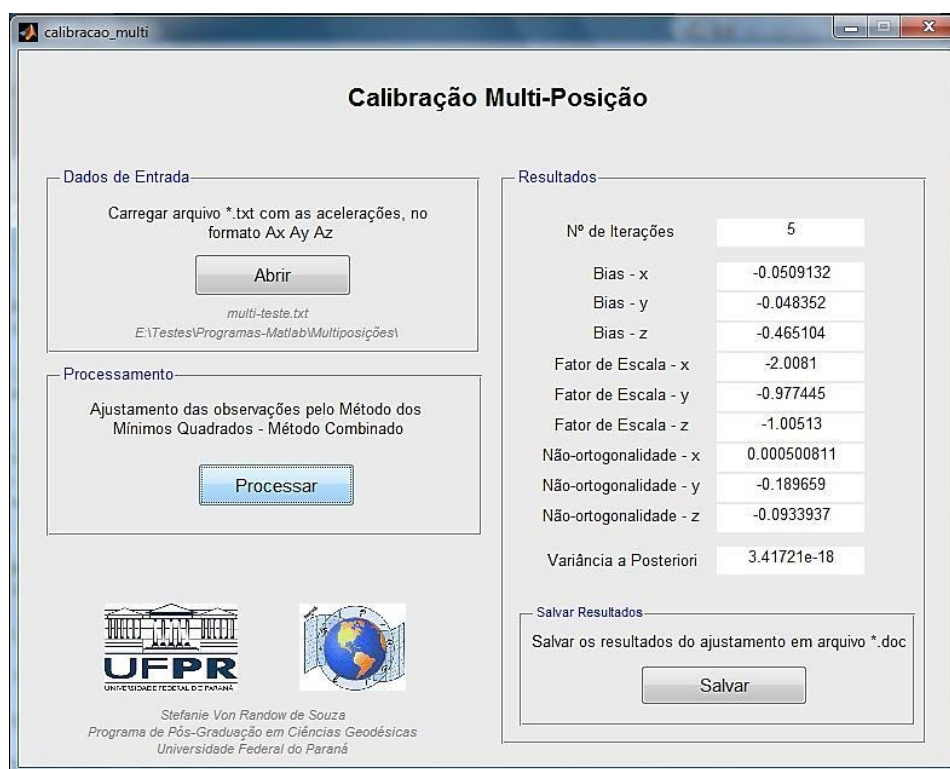 calibracao_multi
Calibração Multi-Posição
Dados de Entrada
Carregar arquivo *.txt com as acelerações, no
formato Ax Ay Az
Abrir
multi-teste.txt
E:\Testes\Programas-Matlab\Multiposições\
Processamento
Ajustamento das observações pelo Método dos
Mínimos Quadrados - Método Combinado
Processar
UFPR
UNIVERSIDADE FEDERAL DO PARANÁ
Stefanie Von Randow de Souza
Programa de Pós-Graduação em Ciências Geodésicas
Universidade Federal do Paraná
Resultados
Nº de Iterações 5
Bias - x -0.0509132
Bias - y -0.048352
Bias - z -0.465104
Fator de Escala - x -2.0081
Fator de Escala - y -0.977445
Fator de Escala - z -1.00513
Não-ortogonalidade - x 0.000500811
Não-ortogonalidade - y -0.189659
Não-ortogonalidade - z -0.0933937
Variância a Posteriori 3.41721e-18
Salvar Resultados
Salvar os resultados do ajustamento em arquivo *.doc
Salvar